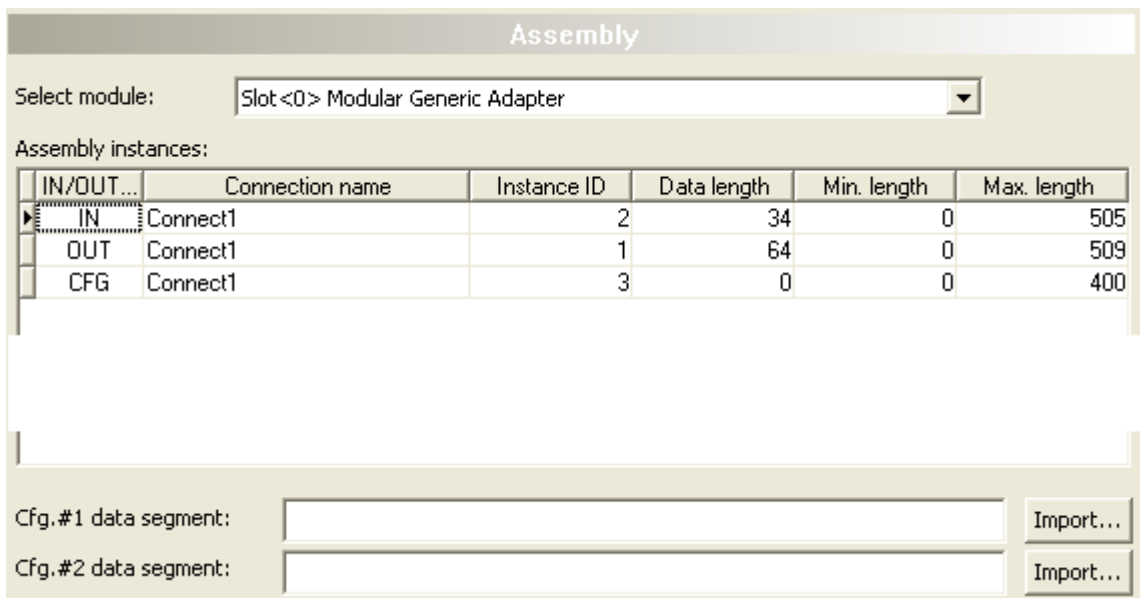 Assembly
Select module: Slot<0> Modular Generic Adapter
Assembly instances:
IN/OUT... Connection name Instance ID Data length Min. length Max. length
IN Connect1 2 34 0 505
OUT Connect1 1 64 0 509
CFG Connect1 3 0 0 400
Cfg.#1 data segment: Import...
Cfg.#2 data segment: Import...